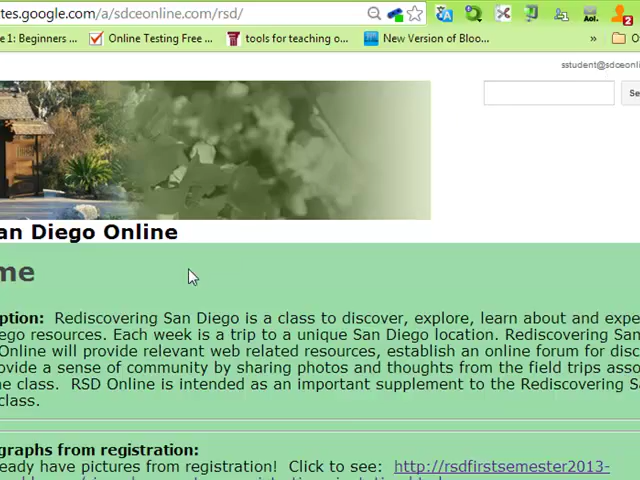 tes.google.com/a/sdceonline.com/rsd/
e 1: Beginners ... Online Testing Free ... tools for teaching o... New Version of Bloo... » O
sstudent@sdceonli
Se
an Diego Online
me
ption: Rediscovering San Diego is a class to discover, explore, learn about and expe
ego resources. Each week is a trip to a unique San Diego location. Rediscovering San
Online will provide relevant web related resources, establish an online forum for disc
ovide a sense of community by sharing photos and thoughts from the field trips asso
e class. RSD Online is intended as an important supplement to the Rediscovering S
class.
graphs from registration:
eady have pictures from registration! Click to see: http://rsdfirstsemester2013-